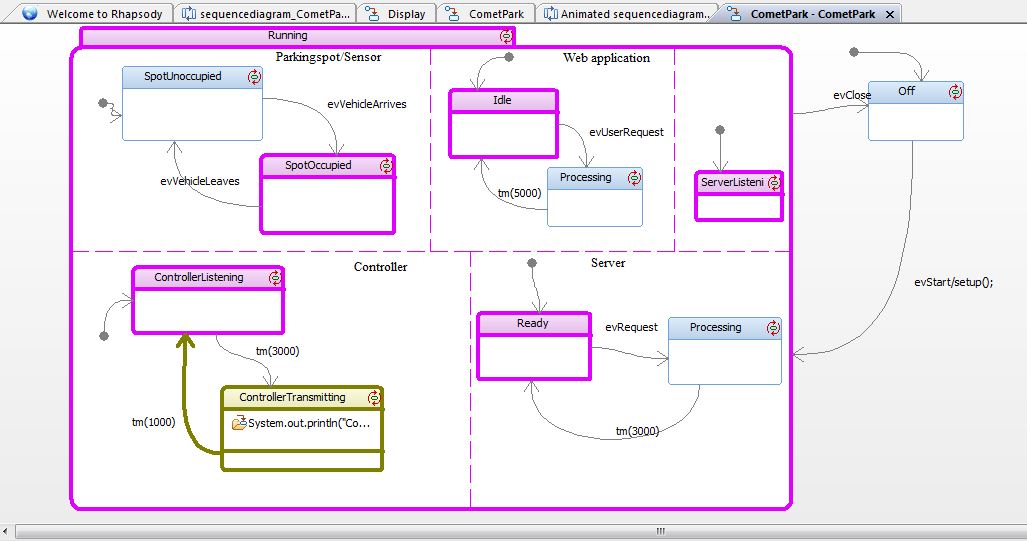 Welcome to Rhapsody
sequencediagram_CometPa...
Display
CometPark
Animated sequencediagram...
CometPark - CometPark
Running
Parkingspot/Sensor
Web application
SpotUnoccupied
evVehicleArrives
SpotOccupied
evVehicleLeaves
Idle
evUserRequest
Processing
tm(5000)
ServerListeni
evClose
Off
evStart/setup();
Controller
Server
ControllerListening
tm(3000)
ControllerTransmitting
System.out.println("Co...
tm(1000)
Ready
evRequest
Processing
tm(3000)